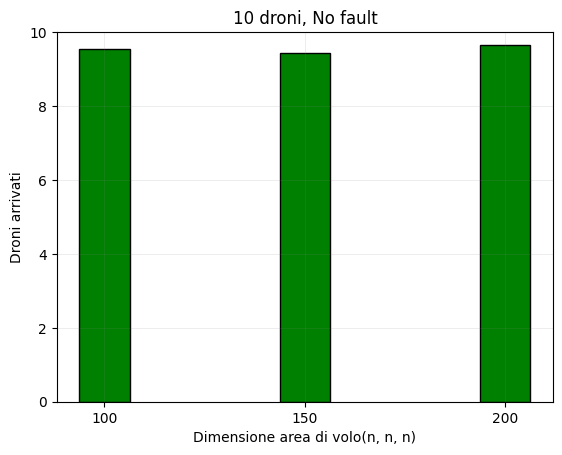 10 droni, No fault
10
8
6
4
2
0
Droni arrivati
100 150 200
Dimensione area di volo(n, n, n)